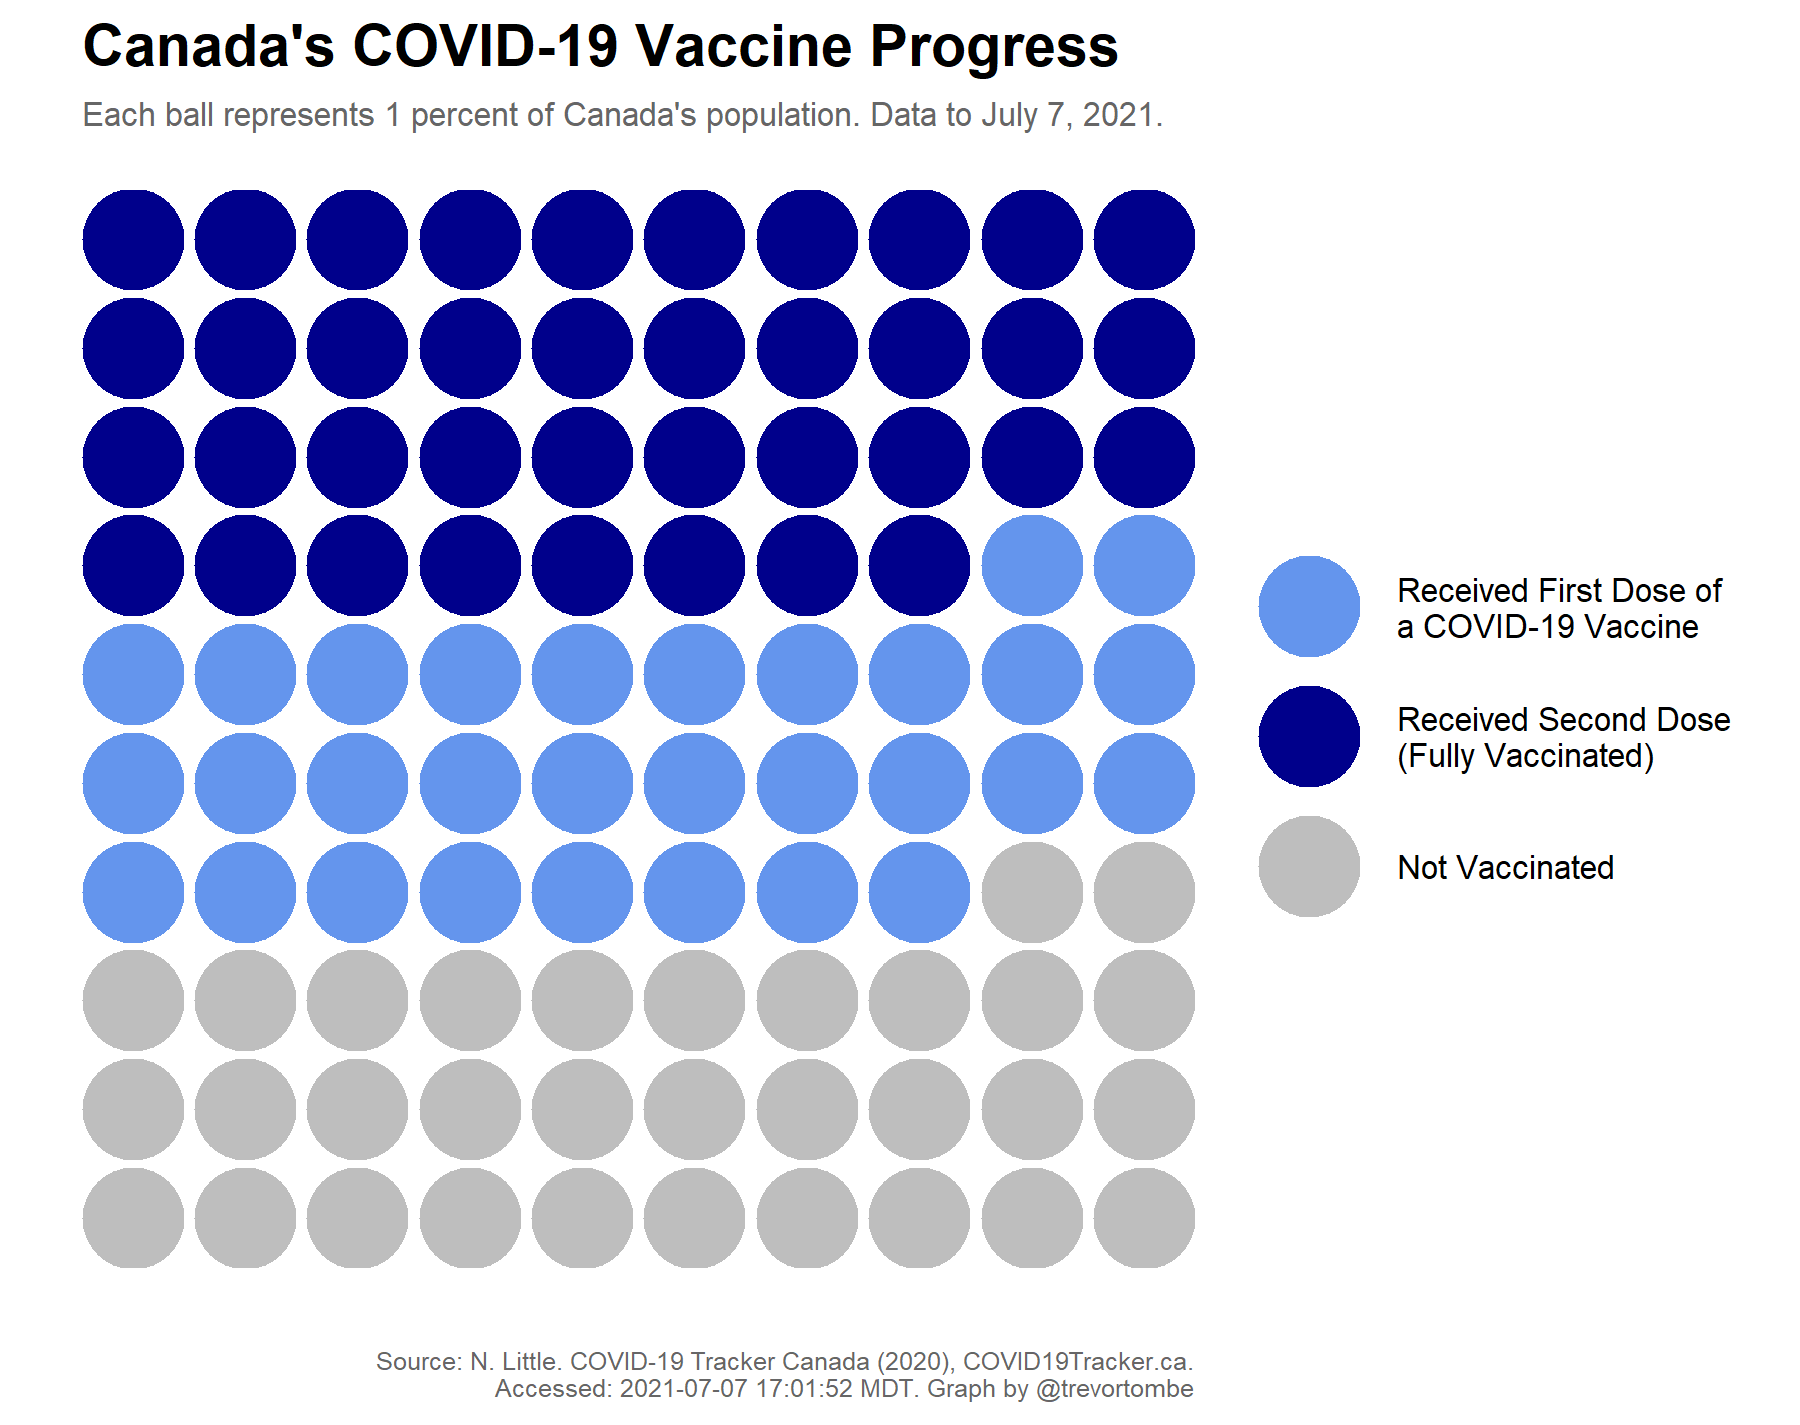 Canada's COVID-19 Vaccine Progress
Each ball represents 1 percent of Canada's population. Data to July 7, 2021.
Received First Dose of
a COVID-19 Vaccine
Received Second Dose
(Fully Vaccinated)
Not Vaccinated
Source: N. Little. COVID-19 Tracker Canada (2020), COVID19Tracker.ca.
Accessed: 2021-07-07 17:01:52 MDT. Graph by @trevortombe